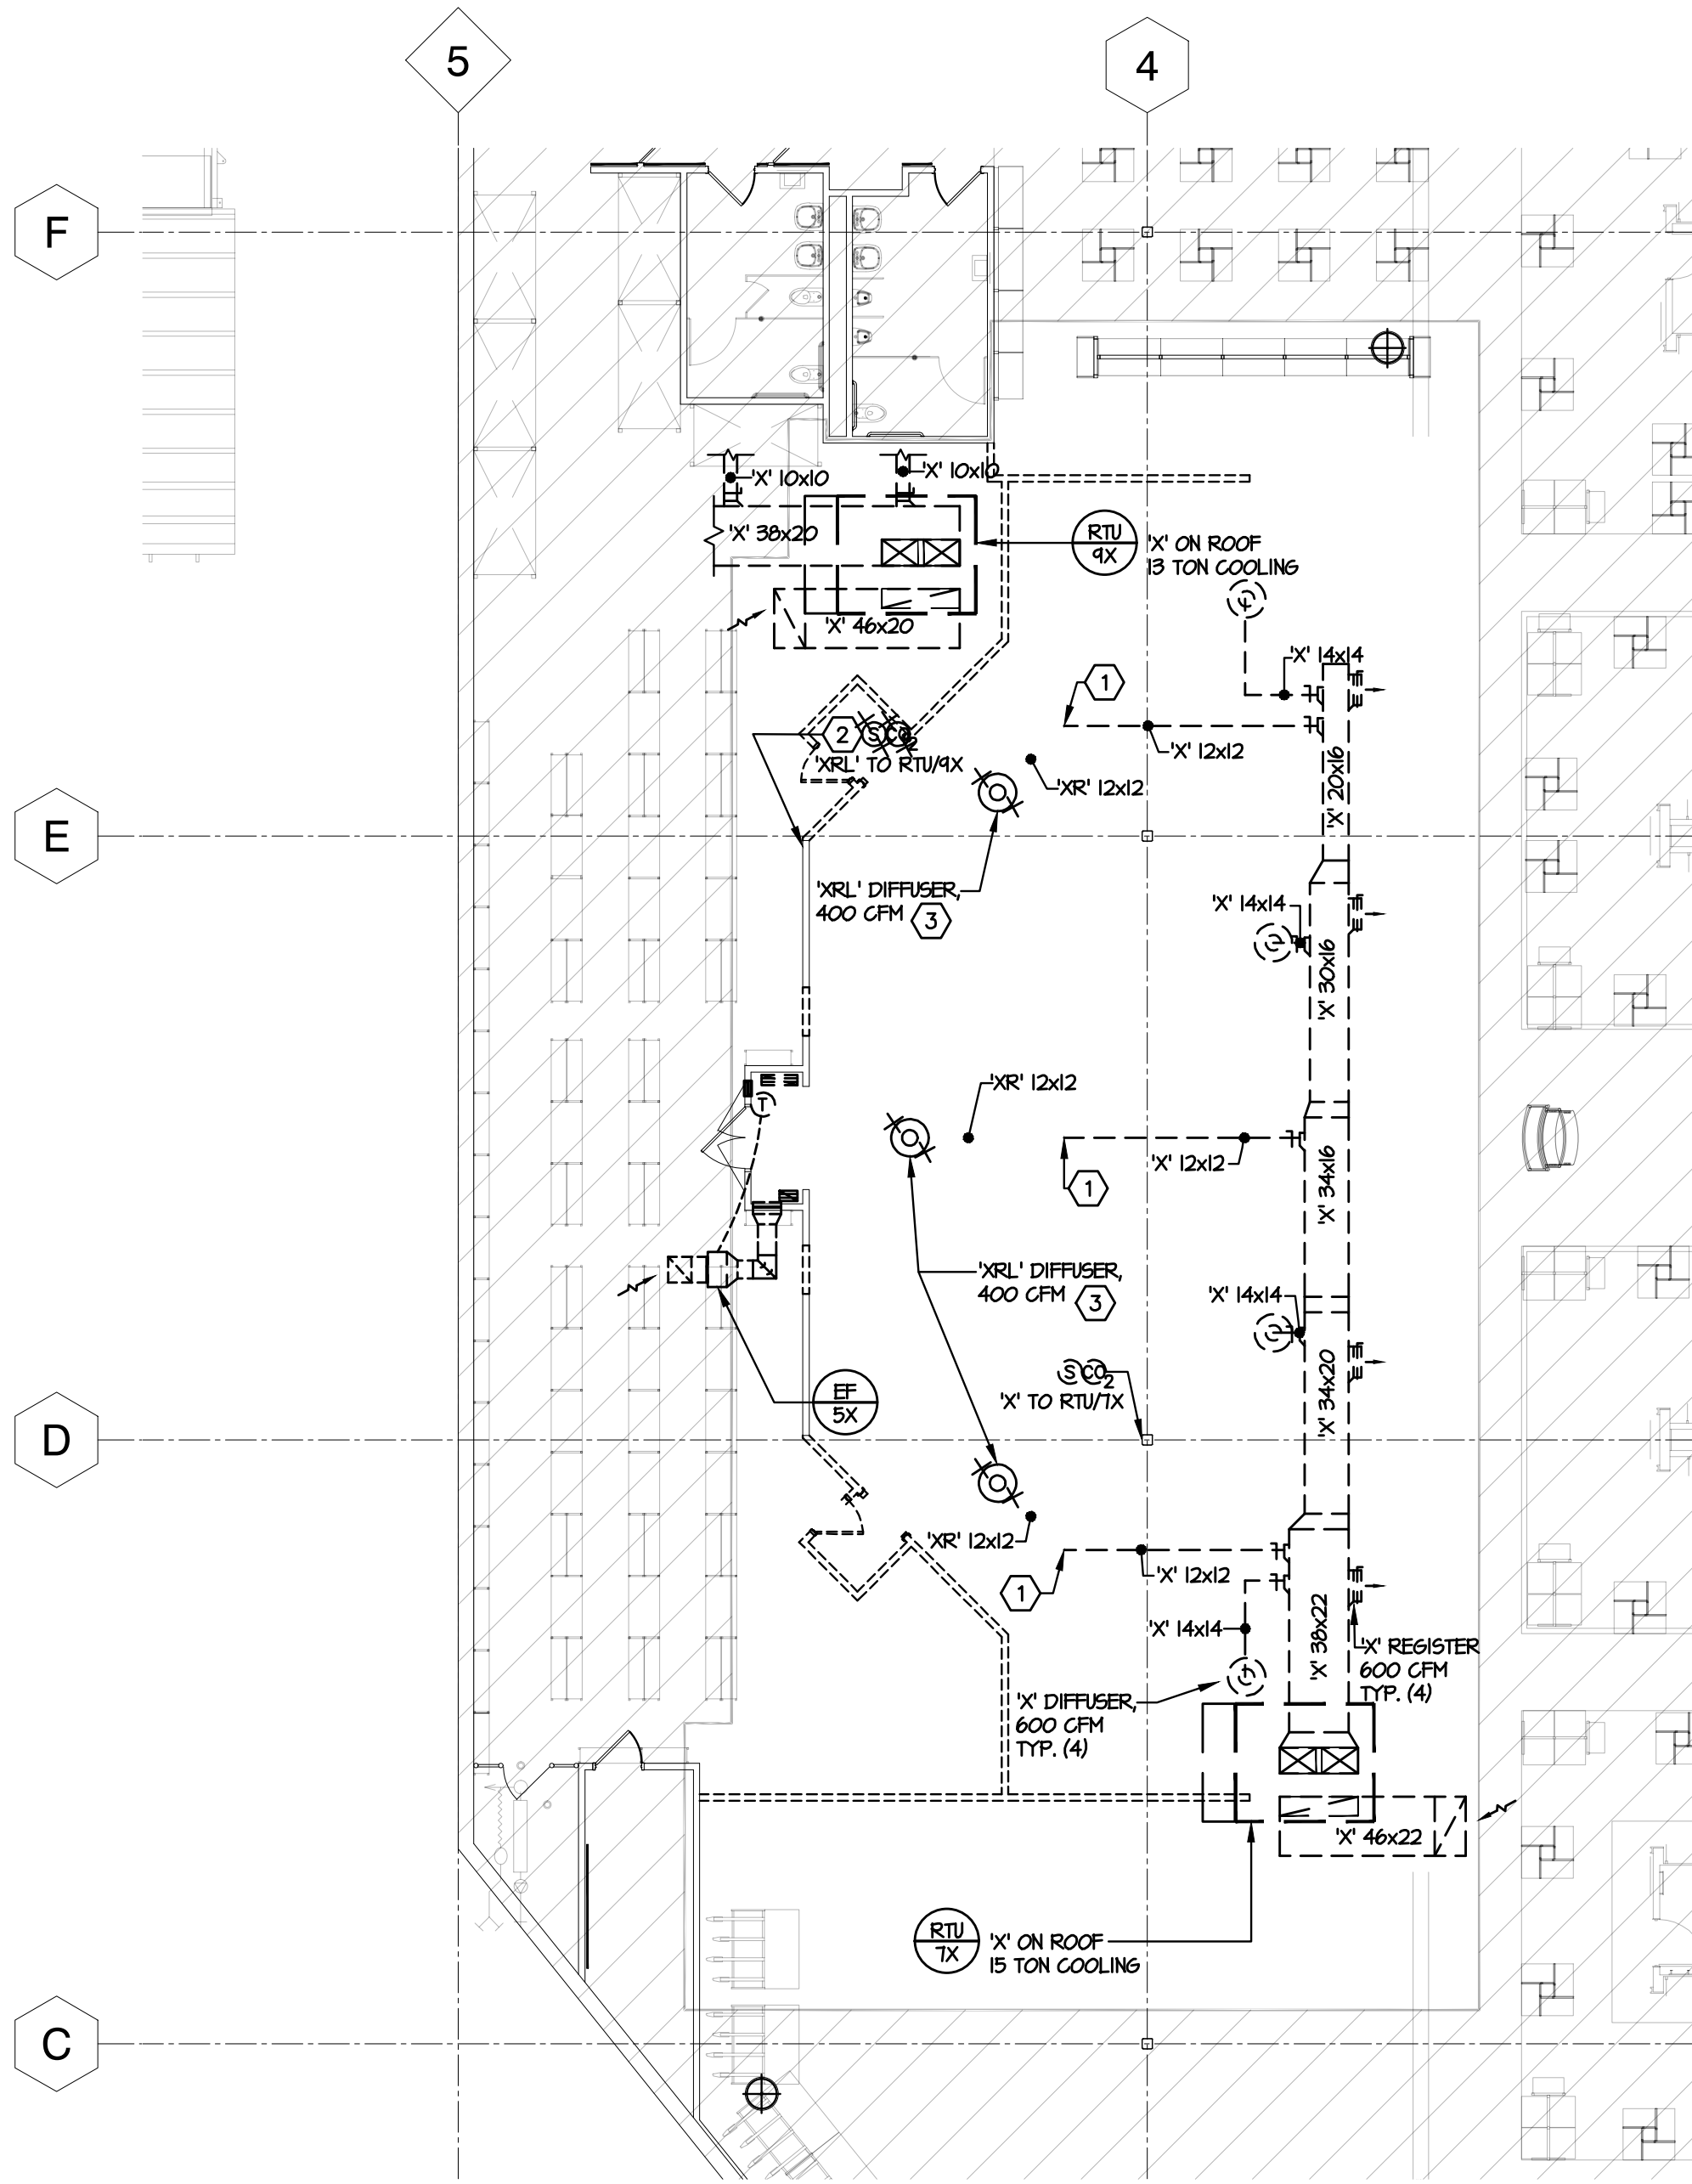 5
4
F
'X' 10x10
'X' 10x10
'X' 38x20
RTU
9X
'X' ON ROOF
13 TON COOLING
'X' 46x20
'X' 14x14
1
2
S
CO2
'XRL' TO RTU/9X
'X' 12x12
'XR' 12x12
'X' 20x16
E
'XRL' DIFFUSER,
400 CFM
3
'X' 14x14
'X' 30x16
'XR' 12x12
T
'X' 12x12
1
'X' 34x16
'XRL' DIFFUSER,
400 CFM
3
'X' 14x14
S
CO2
'X' TO RTU/7X
'X' 34x20
EF
5X
D
'XR' 12x12
'X' 12x12
1
'X' 14x14
'X' 38x22
'X' REGISTER
600 CFM
TYP. (4)
'X' DIFFUSER,
600 CFM
TYP. (4)
'X' 46x22
RTU
7X
'X' ON ROOF
15 TON COOLING
C